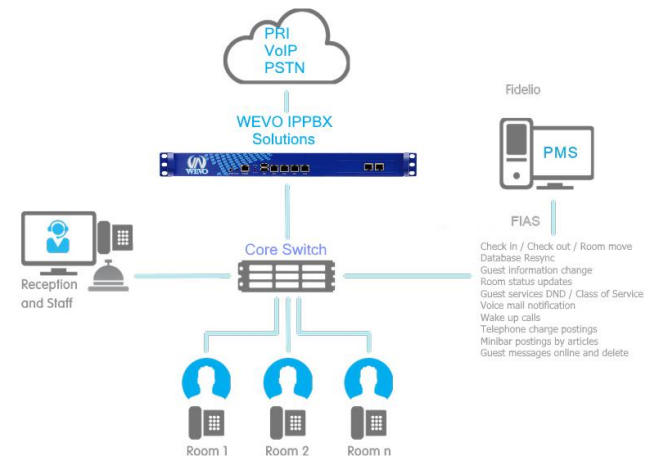 PRI
VoIP
PSTN
WEVO IPPBX
Solutions
WEVO
Fidelio
PMS
FIAS
Check in / Check out / Room move
Database Resync
Guest information change
Room status updates
Guest services DND / Class of Service
Voice mail notification
Wake up calls
Telephone charge postings
Minibar postings by articles
Guest messages online and delete
Reception
and Staff
Core Switch
Room 1
Room 2
Room n